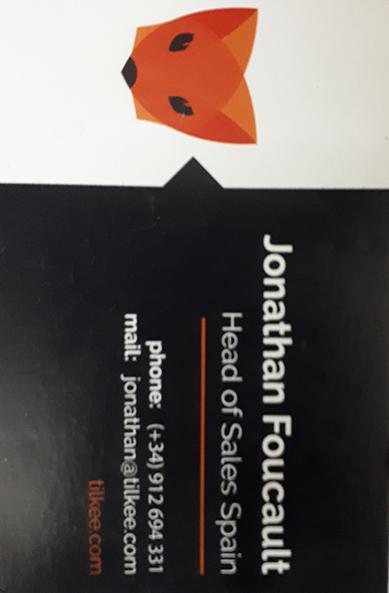 Jonathan Foucault
Head of Sales Spain
phone: (+34) 912 694 331
mail: jonathan@tilkee.com
tilkee.com